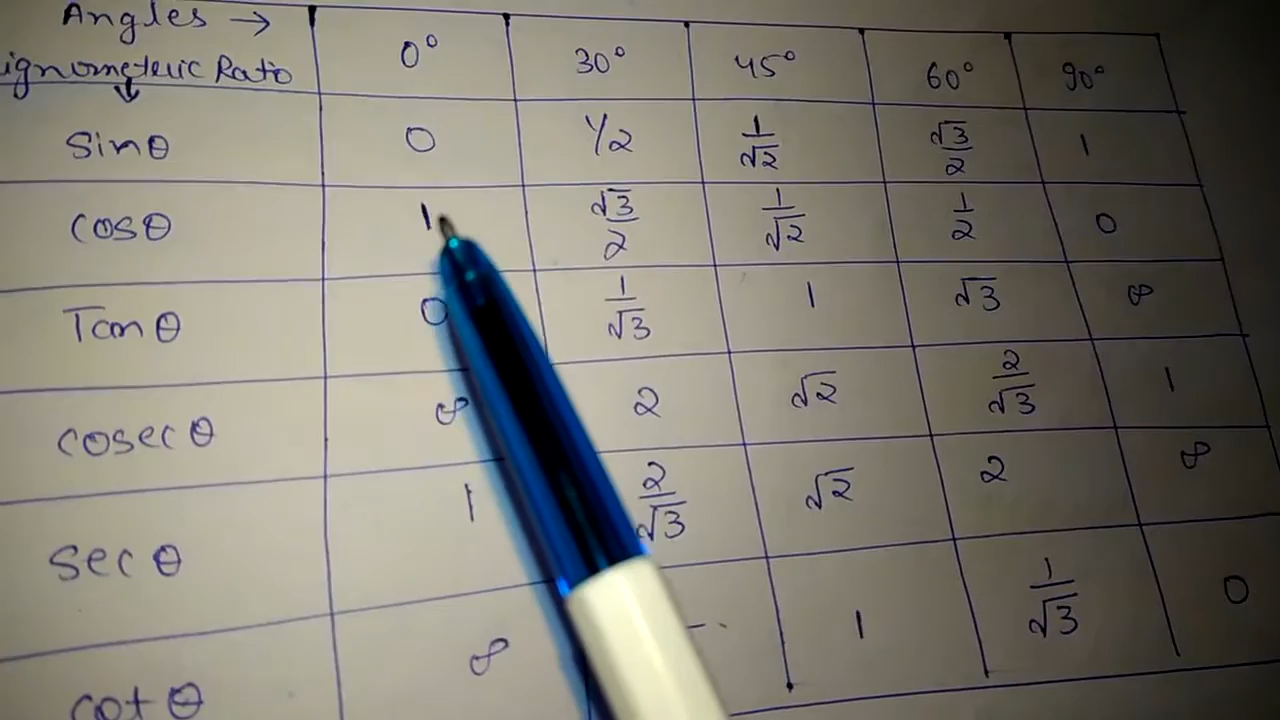 Angles → 0° 30° 45° 60° 90°
ignometeric Ratio ↓
Sinθ 0 1/2 1/√2 √3/2 1
Cosθ 1 √3/2 1/√2 1/2 0
Tanθ 0 1/√3 1 √3 ∞
Cosecθ ∞ 2 √2 2/√3 1
Secθ 1 2/√3 √2 2 ∞
Cotθ ∞ 1 1/√3 0